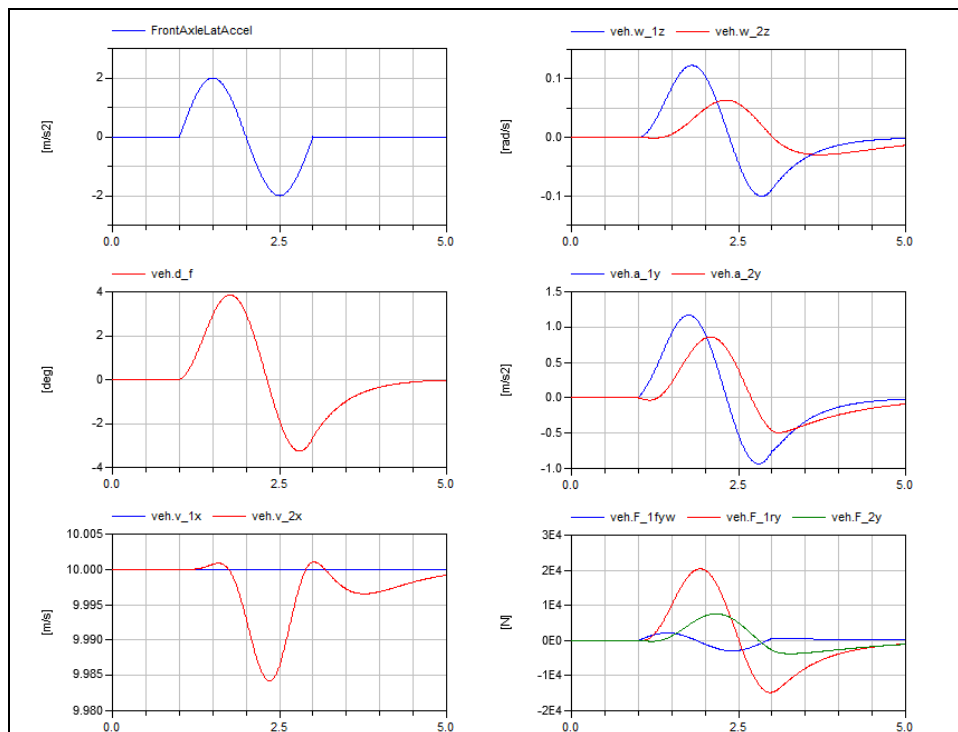 FrontAxleLatAccel
[m/s2]
2
0
-2
0.0 2.5 5.0
veh.w_1z veh.w_2z
[rad/s]
0.1
0.0
-0.1
0.0 2.5 5.0
veh.d_f
[deg]
4
2
0
-2
-4
0.0 2.5 5.0
veh.a_1y veh.a_2y
[m/s2]
1.5
1.0
0.5
0.0
-0.5
-1.0
0.0 2.5 5.0
veh.v_1x veh.v_2x
[m/s]
10.005
10.000
9.995
9.990
9.985
9.980
0.0 2.5 5.0
veh.F_1fyw veh.F_1ry veh.F_2y
[N]
3E4
2E4
1E4
0E0
-1E4
-2E4
0.0 2.5 5.0